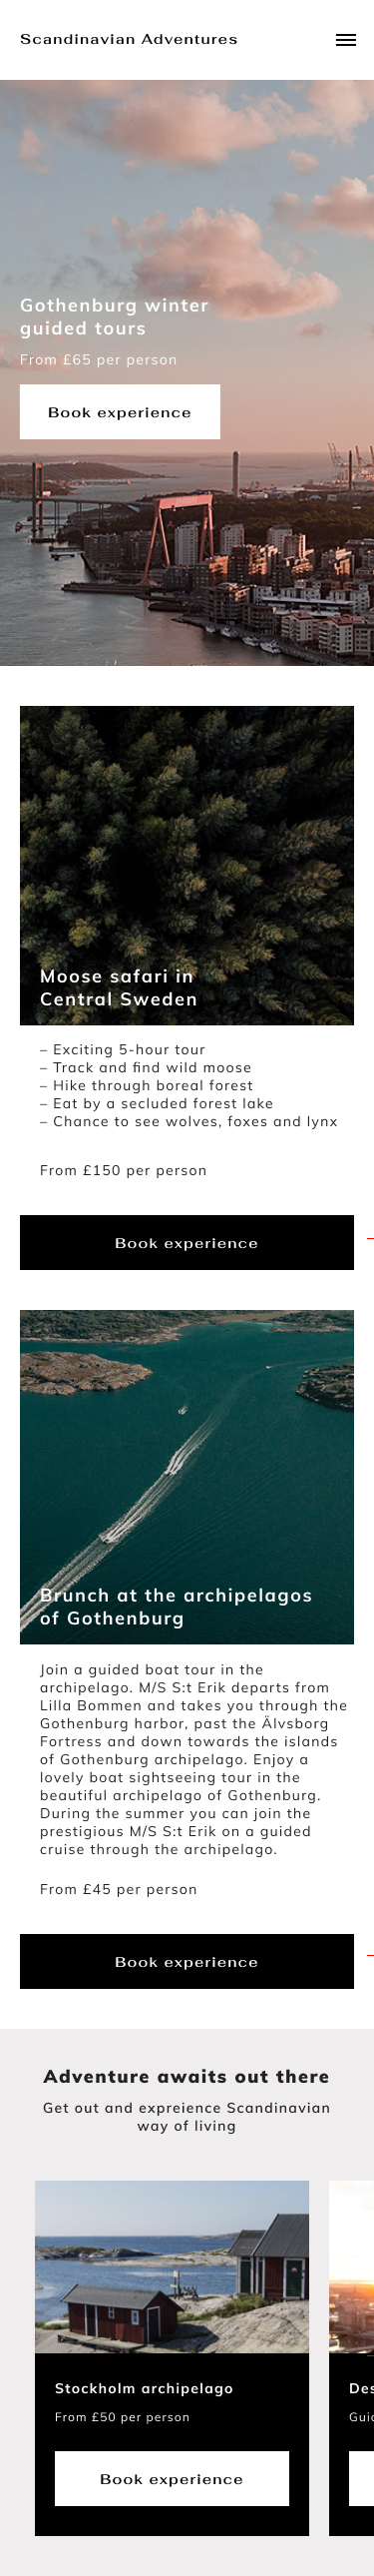 Scandinavian Adventures
Gothenburg winter
guided tours
From £65 per person
Book experience
Moose safari in
Central Sweden
– Exciting 5-hour tour
– Track and find wild moose
– Hike through boreal forest
– Eat by a secluded forest lake
– Chance to see wolves, foxes and lynx
From £150 per person
Book experience
Brunch at the archipelagos
of Gothenburg
Join a guided boat tour in the
archipelago. M/S S:t Erik departs from
Lilla Bommen and takes you through the
Gothenburg harbor, past the Älvsborg
Fortress and down towards the islands
of Gothenburg archipelago. Enjoy a
lovely boat sightseeing tour in the
beautiful archipelago of Gothenburg.
During the summer you can join the
prestigious M/S S:t Erik on a guided
cruise through the archipelago.
From £45 per person
Book experience
Adventure awaits out there
Get out and expreience Scandinavian
way of living
Stockholm archipelago
From £50 per person
Book experience
Des
Guid